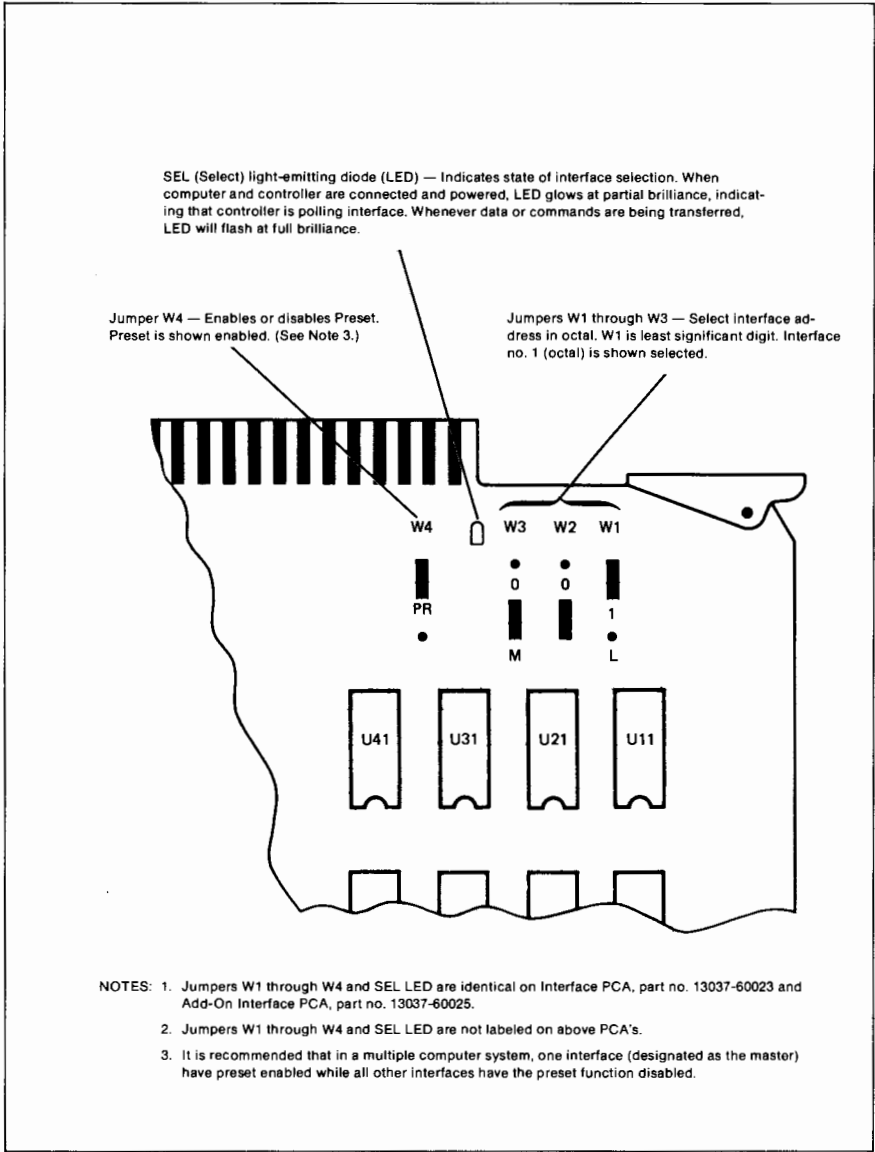 SEL (Select) light-emitting diode (LED) — Indicates state of interface selection. When
computer and controller are connected and powered, LED glows at partial brilliance, indicat-
ing that controller is polling interface. Whenever data or commands are being transferred,
LED will flash at full brilliance.
Jumper W4 — Enables or disables Preset.
Preset is shown enabled. (See Note 3.)
Jumpers W1 through W3 — Select interface ad-
dress in octal. W1 is least significant digit. Interface
no. 1 (octal) is shown selected.
W4 W3 W2 W1
0 0
PR 1
M L
U41 U31 U21 U11
NOTES: 1. Jumpers W1 through W4 and SEL LED are identical on Interface PCA, part no. 13037-60023 and
Add-On Interface PCA, part no. 13037-60025.
2. Jumpers W1 through W4 and SEL LED are not labeled on above PCA's.
3. It is recommended that in a multiple computer system, one interface (designated as the master)
have preset enabled while all other interfaces have the preset function disabled.